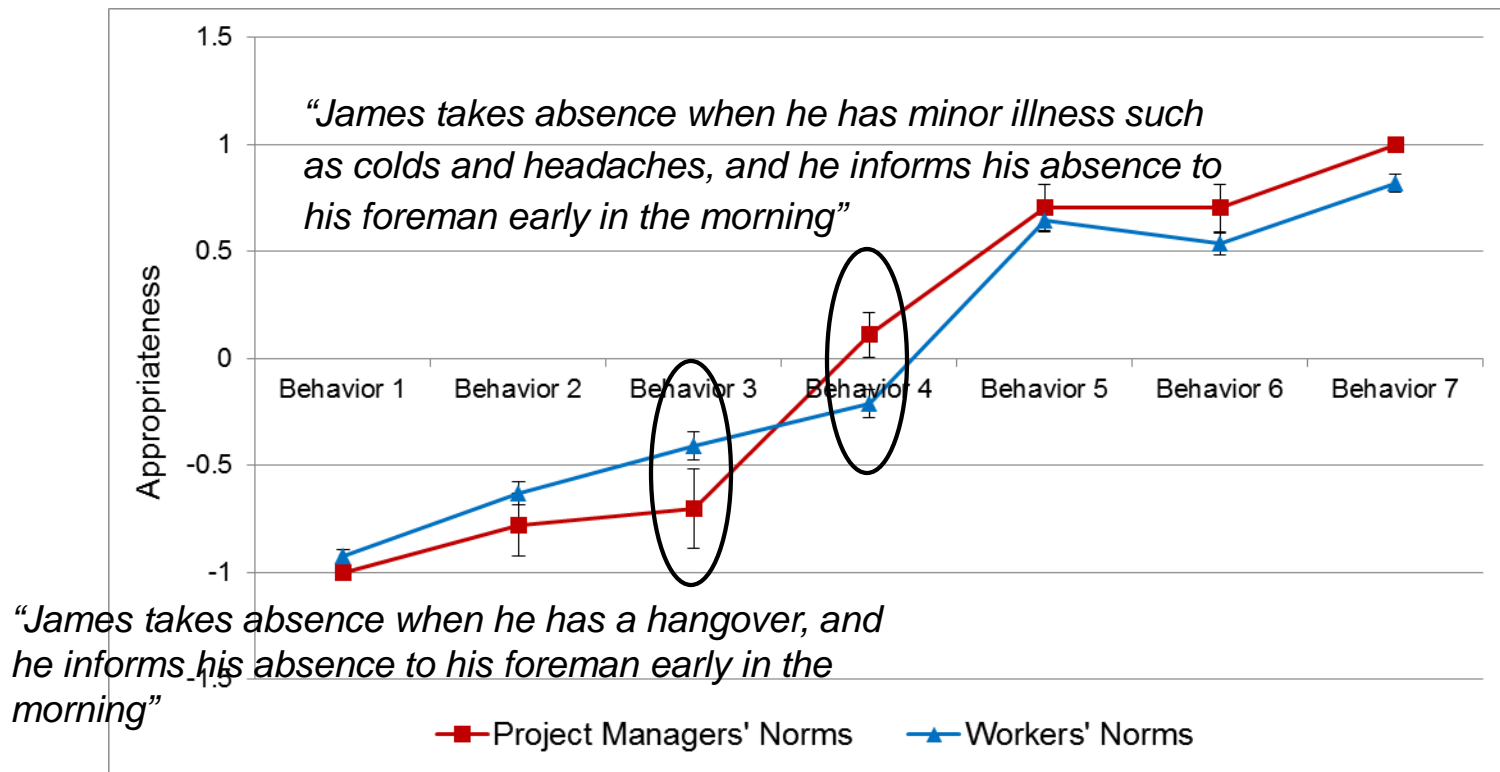 1.5
“James takes absence when he has minor illness such
as colds and headaches, and he informs his absence to
his foreman early in the morning”
1
0.5
0
Behavior 1 Behavior 2 Behavior 3 Behavior 4 Behavior 5 Behavior 6 Behavior 7
Appropriateness
-0.5
-1
“James takes absence when he has a hangover, and
he informs his absence to his foreman early in the
morning”
-1.5
Project Managers' Norms Workers' Norms